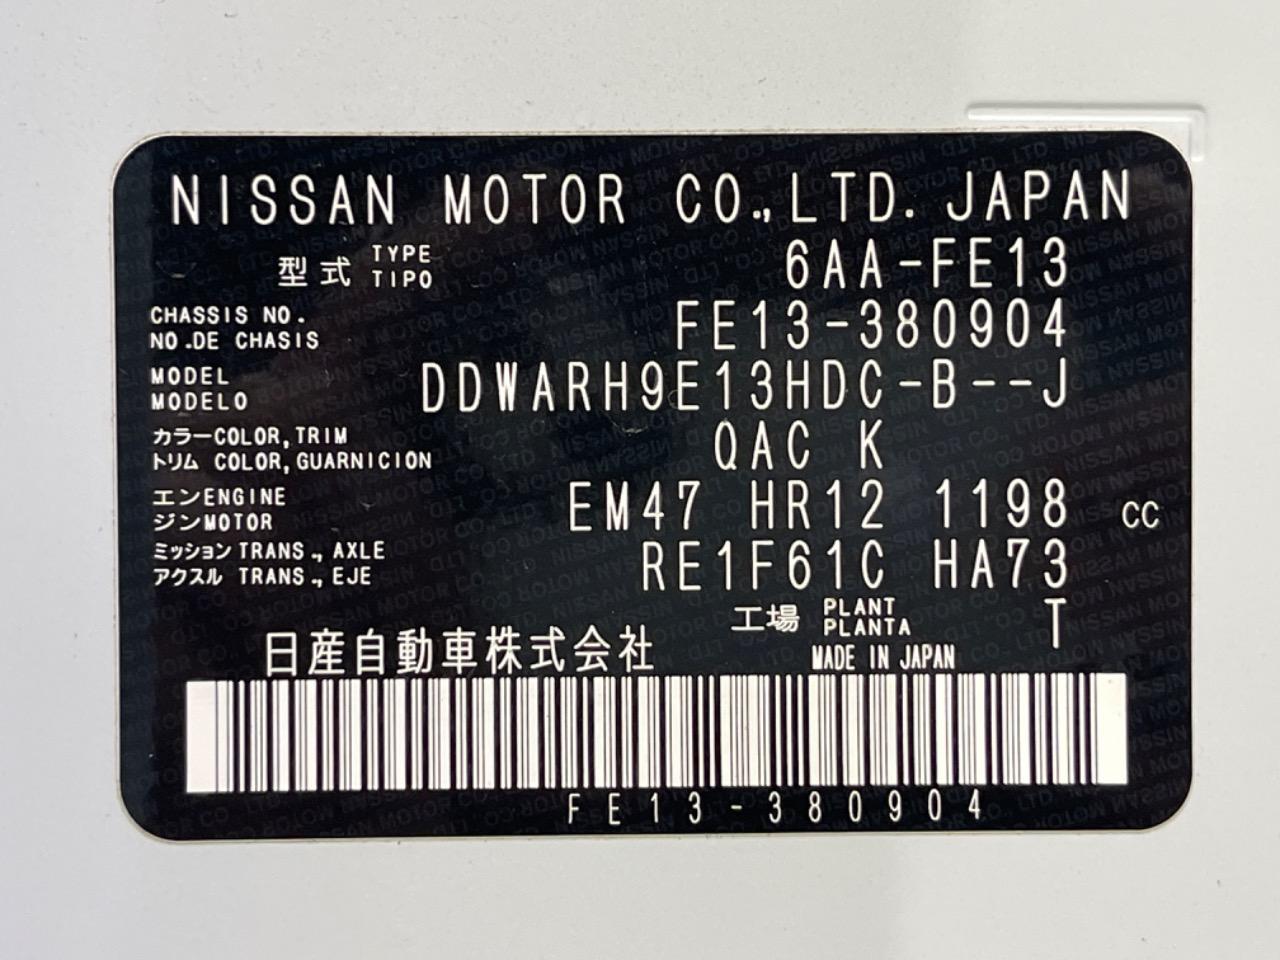 NISSAN MOTOR CO.,LTD. JAPAN
型式 TYPE TIPO 6AA-FE13
CHASSIS NO. NO.DE CHASIS FE13-380904
MODEL MODELO DDWARH9E13HDC-B--J
カラー COLOR,TRIM トリム COLOR,GUARNICION QAC K
エンジン ENGINE MOTOR EM47 HR12 1198 CC
ミッション TRANS.,AXLE アクスル TRANS.,EJE RE1F61C HA73
工場 PLANT PLANTA T
日産自動車株式会社 MADE IN JAPAN
FE13-380904